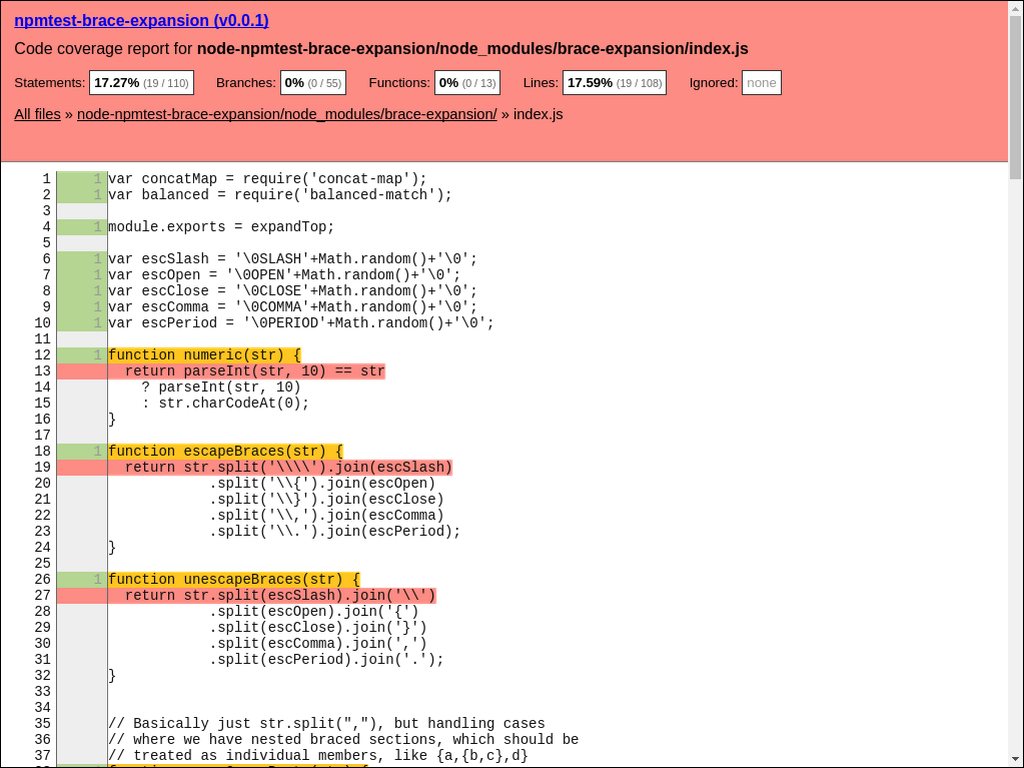 npmtest-brace-expansion (v0.0.1)
Code coverage report for node-npmtest-brace-expansion/node_modules/brace-expansion/index.js
Statements: 17.27% (19 / 110) Branches: 0% (0 / 55) Functions: 0% (0 / 13) Lines: 17.59% (19 / 108) Ignored: none
All files » node-npmtest-brace-expansion/node_modules/brace-expansion/ » index.js
1 1 var concatMap = require('concat-map');
2 1 var balanced = require('balanced-match');
3
4 1 module.exports = expandTop;
5
6 1 var escSlash = '\0SLASH'+Math.random()+'\0';
7 1 var escOpen = '\0OPEN'+Math.random()+'\0';
8 1 var escClose = '\0CLOSE'+Math.random()+'\0';
9 1 var escComma = '\0COMMA'+Math.random()+'\0';
10 1 var escPeriod = '\0PERIOD'+Math.random()+'\0';
11
12 1 function numeric(str) {
13   return parseInt(str, 10) == str
14     ? parseInt(str, 10)
15     : str.charCodeAt(0);
16 }
17
18 1 function escapeBraces(str) {
19   return str.split('\\\\').join(escSlash)
20             .split('\\{').join(escOpen)
21             .split('\\}').join(escClose)
22             .split('\\,').join(escComma)
23             .split('\\.').join(escPeriod);
24 }
25
26 1 function unescapeBraces(str) {
27   return str.split(escSlash).join('\\')
28             .split(escOpen).join('{')
29             .split(escClose).join('}')
30             .split(escComma).join(',')
31             .split(escPeriod).join('.');
32 }
33
34
35 // Basically just str.split(","), but handling cases
36 // where we have nested braced sections, which should be
37 // treated as individual members, like {a,{b,c},d}